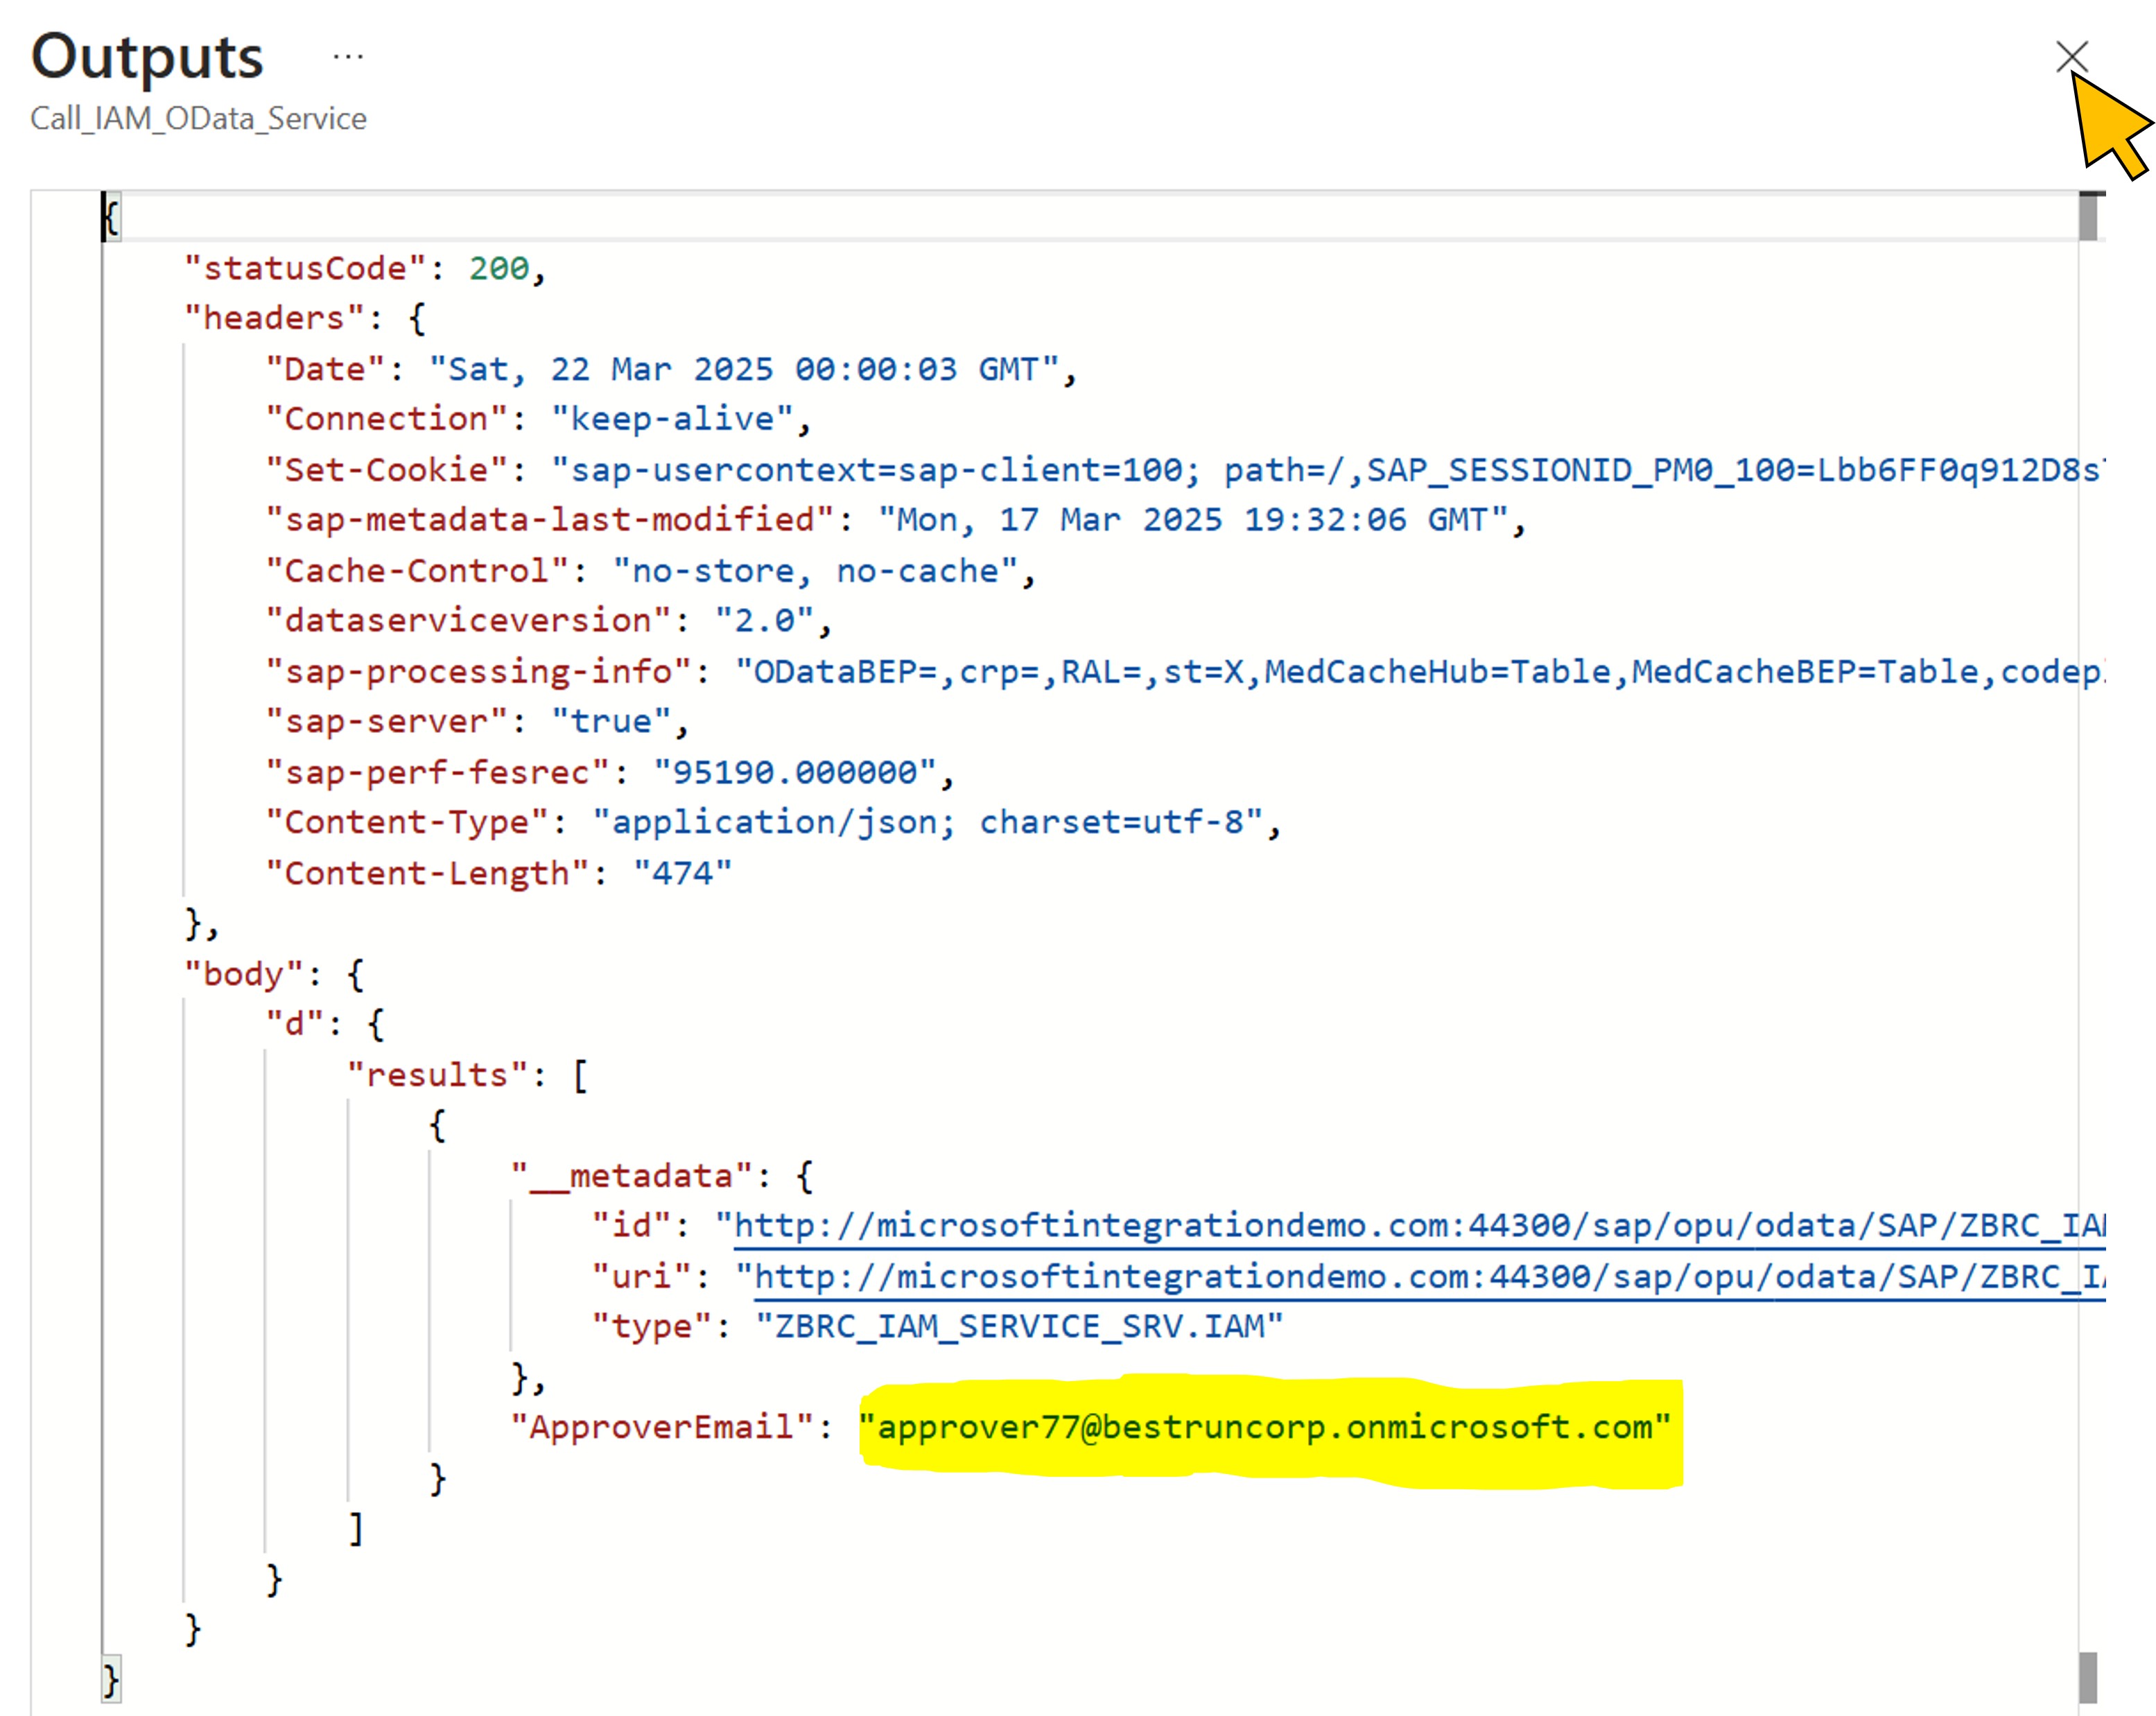 Outputs ...
Call_IAM_OData_Service
{
"statusCode": 200,
"headers": {
"Date": "Sat, 22 Mar 2025 00:00:03 GMT",
"Connection": "keep-alive",
"Set-Cookie": "sap-usercontext=sap-client=100; path=/,SAP_SESSIONID_PM0_100=Lbb6FF0q912D8s
"sap-metadata-last-modified": "Mon, 17 Mar 2025 19:32:06 GMT",
"Cache-Control": "no-store, no-cache",
"dataserviceversion": "2.0",
"sap-processing-info": "ODataBEP=,crp=,RAL=,st=X,MedCacheHub=Table,MedCacheBEP=Table,codep
"sap-server": "true",
"sap-perf-fesrec": "95190.000000",
"Content-Type": "application/json; charset=utf-8",
"Content-Length": "474"
},
"body": {
"d": {
"results": [
{
"__metadata": {
"id": "http://microsoftintegrationdemo.com:44300/sap/opu/odata/SAP/ZBRC_IA
"uri": "http://microsoftintegrationdemo.com:44300/sap/opu/odata/SAP/ZBRC_I
"type": "ZBRC_IAM_SERVICE_SRV.IAM"
},
"ApproverEmail": "approver77@bestruncorp.onmicrosoft.com"
}
]
}
}
}